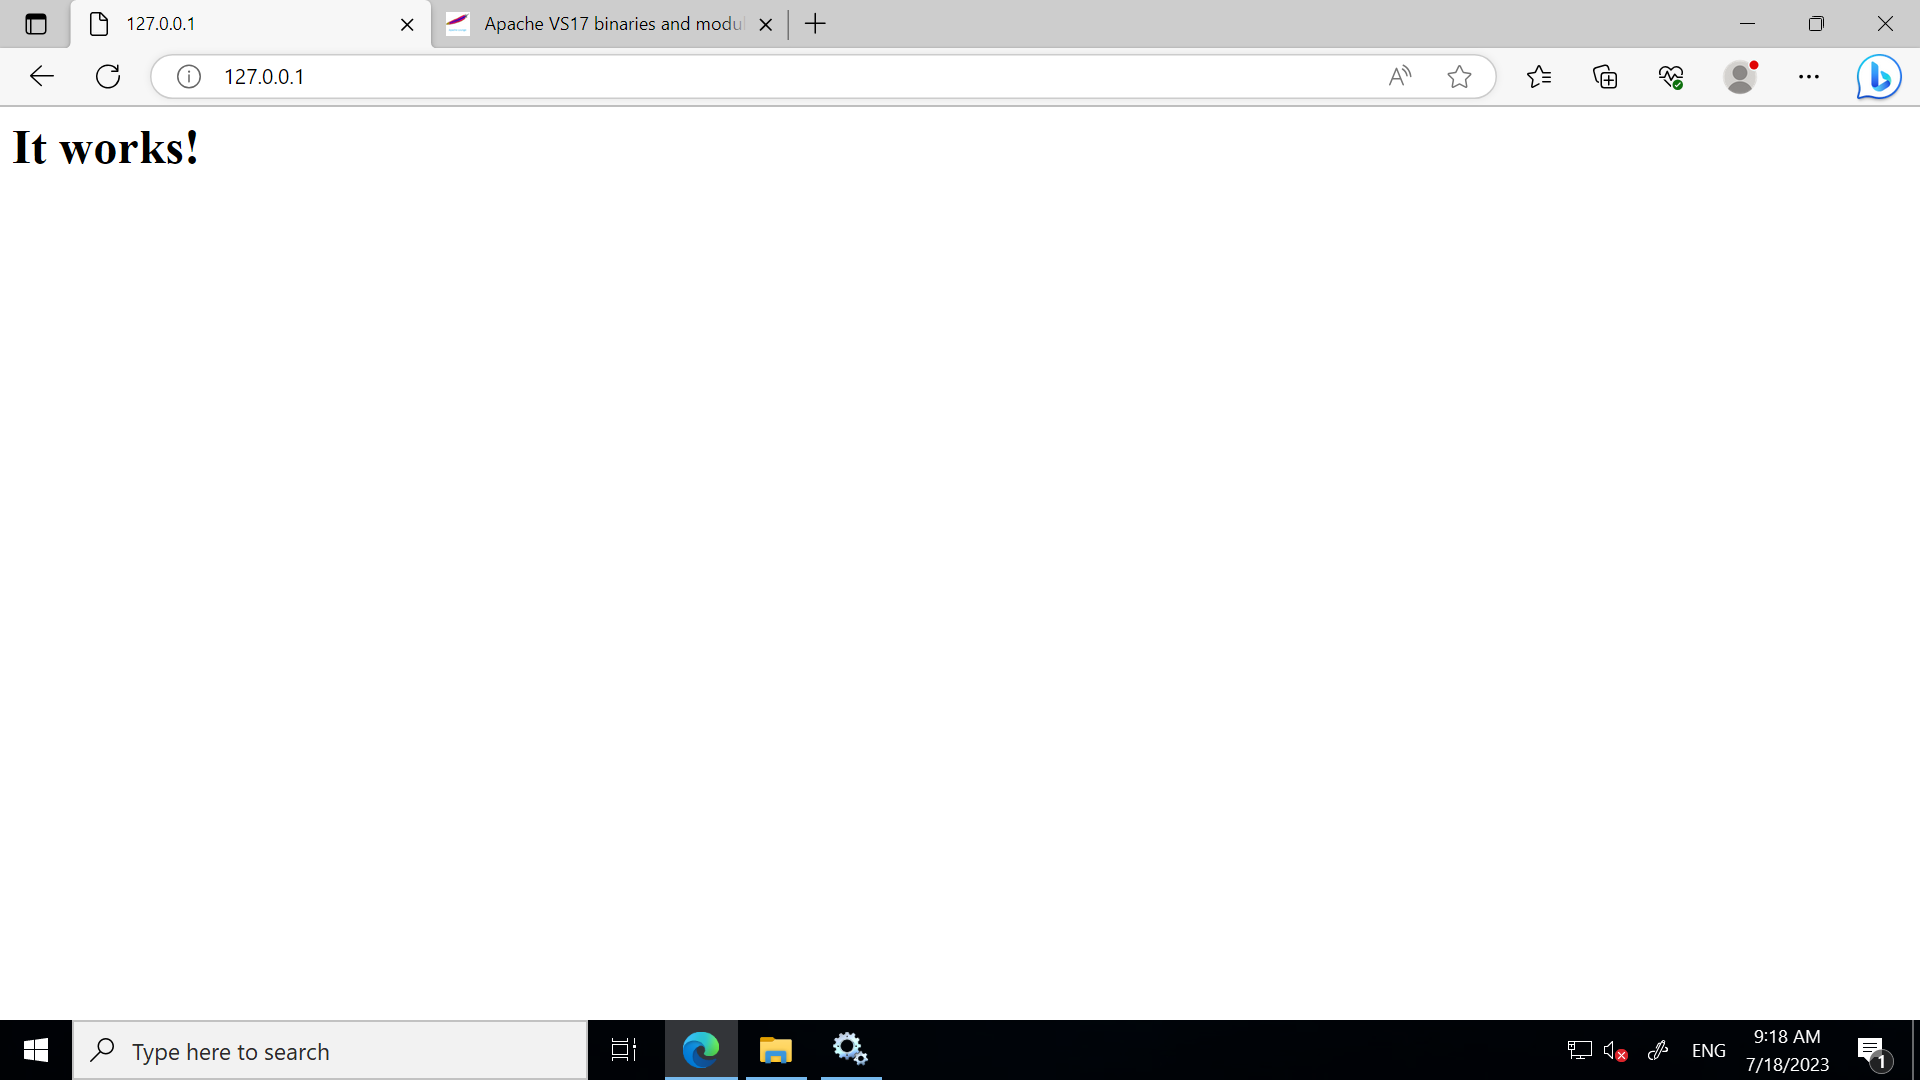 127.0.0.1
Apache VS17 binaries and modul
127.0.0.1
It works!
Type here to search
ENG
9:18 AM
7/18/2023
1